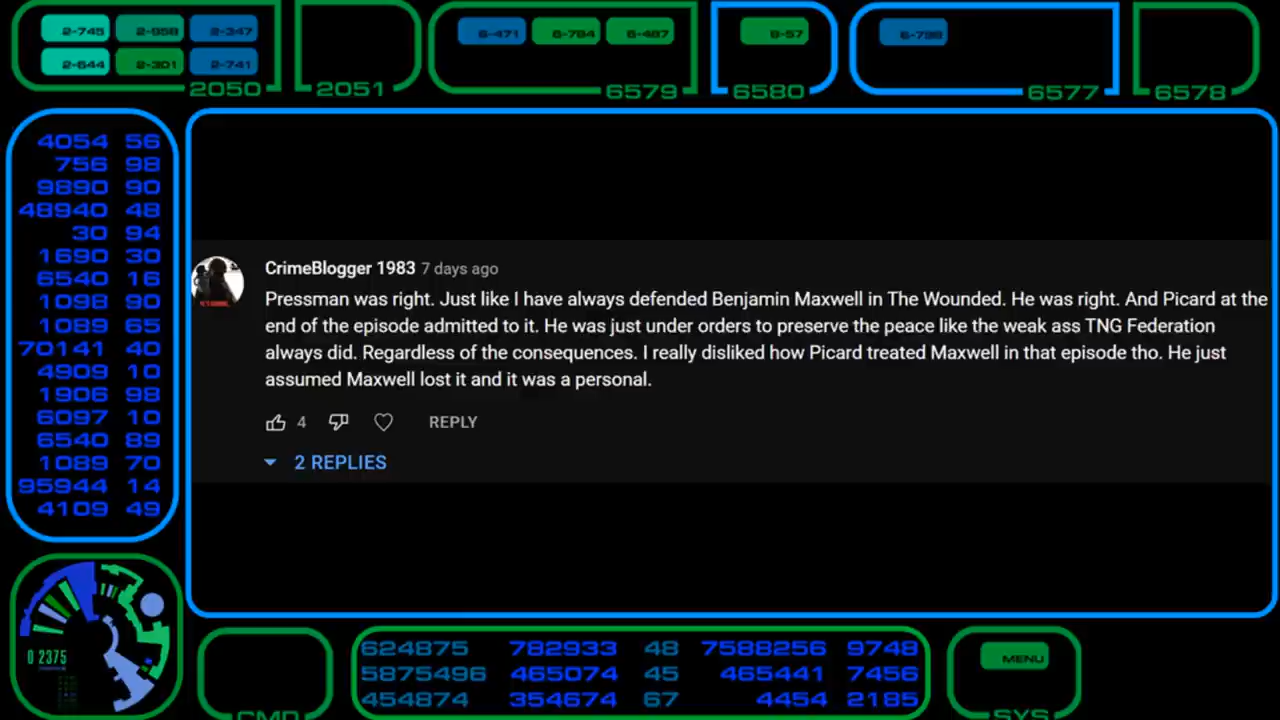 2-745 2-958 2-347
2-644 2-301 2-741
2050
2051
6-471 6-784 6-487
6579
9-57
6580
6-798
6577
6578
4054 56
756 98
9890 90
48940 48
30 94
1690 30
6540 16
1098 90
1089 65
70141 40
4909 10
1906 98
6097 10
6540 89
1089 70
95944 14
4109 49
CrimeBlogger 1983 7 days ago
Pressman was right. Just like I have always defended Benjamin Maxwell in The Wounded. He was right. And Picard at the
end of the episode admitted to it. He was just under orders to preserve the peace like the weak ass TNG Federation
always did. Regardless of the consequences. I really disliked how Picard treated Maxwell in that episode tho. He just
assumed Maxwell lost it and it was a personal.
4 REPLY
2 REPLIES
0 2375
CMD
624875 782933 48 7588256 9748
5875496 465074 45 465441 7456
454874 354674 67 4454 2185
MENU
SYS